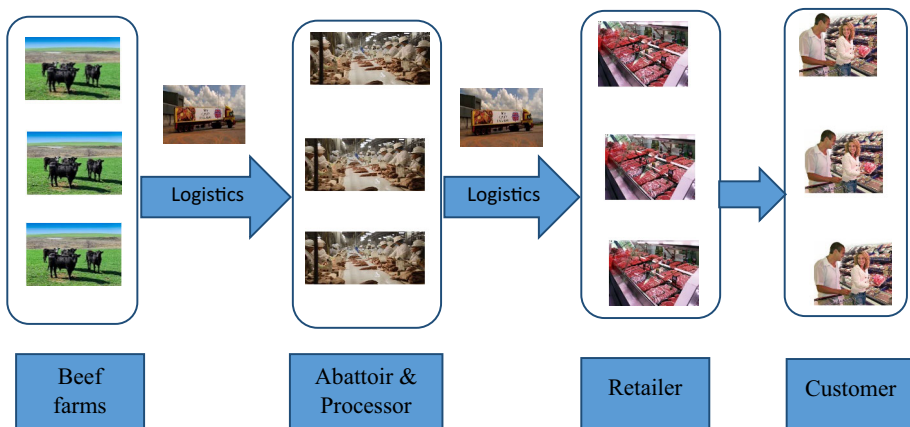 Logistics
Logistics
Beef
farms
Abattoir &
Processor
Retailer
Customer